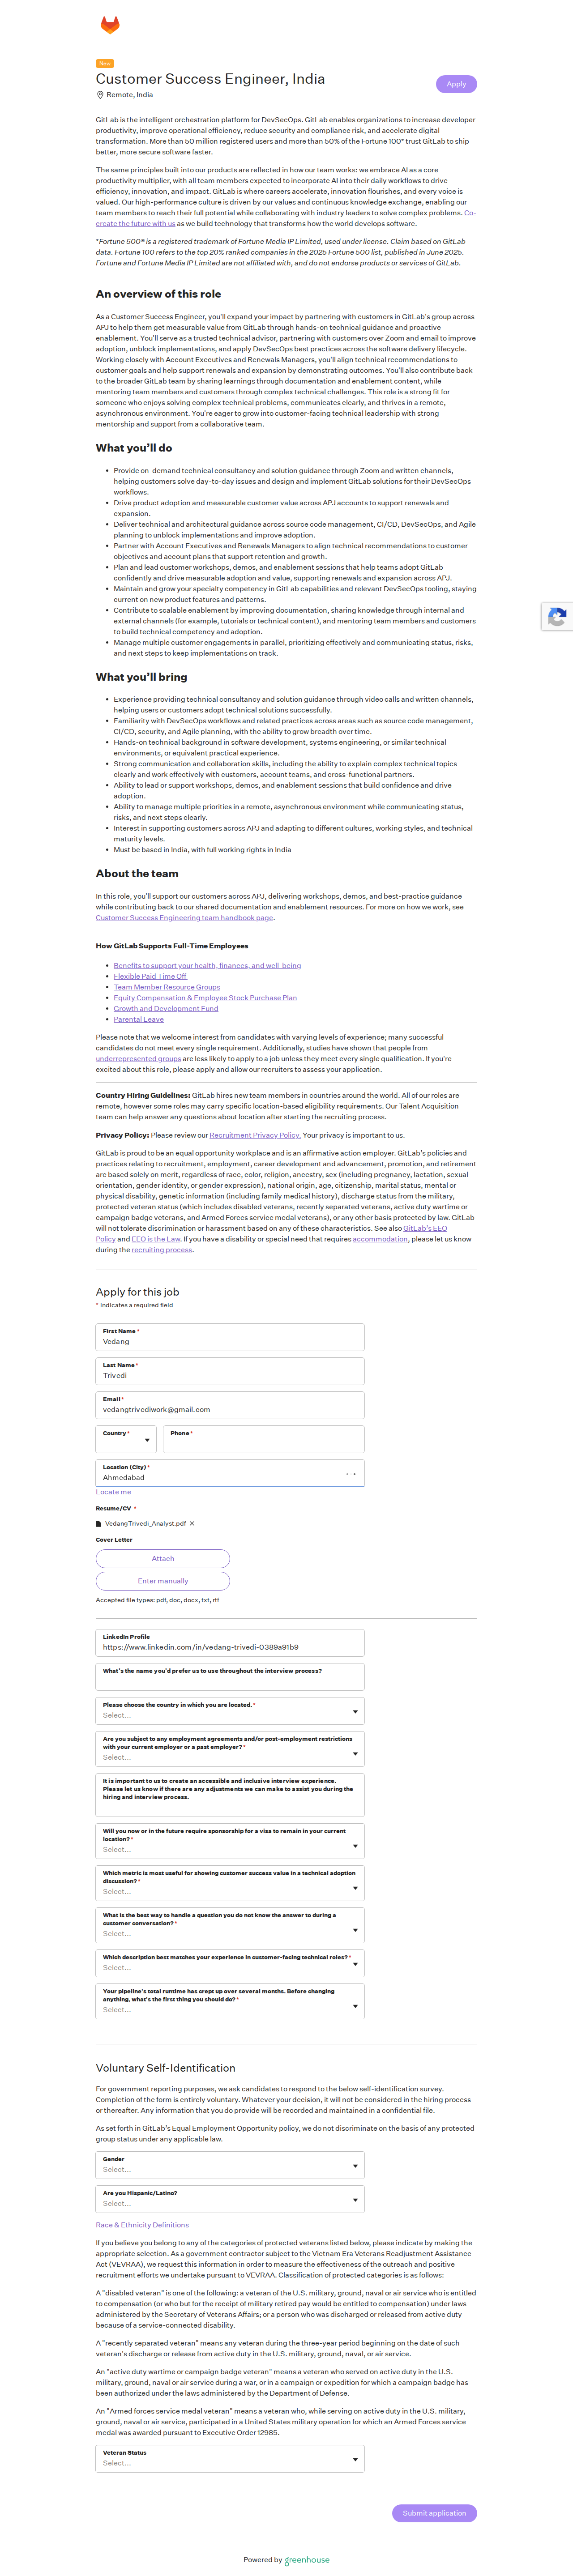 New
Customer Success Engineer, India
Apply
Remote, India
GitLab is the intelligent orchestration platform for DevSecOps. GitLab enables organizations to increase developer
productivity, improve operational efficiency, reduce security and compliance risk, and accelerate digital
transformation. More than 50 million registered users and more than 50% of the Fortune 100* trust GitLab to ship
better, more secure software faster.
The same principles built into our products are reflected in how our team works: we embrace AI as a core
productivity multiplier, with all team members expected to incorporate AI into their daily workflows to drive
efficiency, innovation, and impact. GitLab is where careers accelerate, innovation flourishes, and every voice is
valued. Our high-performance culture is driven by our values and continuous knowledge exchange, enabling our
team members to reach their full potential while collaborating with industry leaders to solve complex problems. Co-
create the future with us as we build technology that transforms how the world develops software.
*Fortune 500® is a registered trademark of Fortune Media IP Limited, used under license. Claim based on GitLab
data. Fortune 100 refers to the top 20% ranked companies in the 2025 Fortune 500 list, published in June 2025.
Fortune and Fortune Media IP Limited are not affiliated with, and do not endorse products or services of GitLab.
An overview of this role
As a Customer Success Engineer, you'll expand your impact by partnering with customers in GitLab's group across
APJ to help them get measurable value from GitLab through hands-on technical guidance and proactive
enablement. You'll serve as a trusted technical advisor, partnering with customers over Zoom and email to improve
adoption, unblock implementations, and apply DevSecOps best practices across the software delivery lifecycle.
Working closely with Account Executives and Renewals Managers, you'll align technical recommendations to
customer goals and help support renewals and expansion by demonstrating outcomes. You'll also contribute back
to the broader GitLab team by sharing learnings through documentation and enablement content, while
mentoring team members and customers through complex technical challenges. This role is a strong fit for
someone who enjoys solving complex technical problems, communicates clearly, and thrives in a remote,
asynchronous environment. You're eager to grow into customer-facing technical leadership with strong
mentorship and support from a collaborative team.
What you'll do
• Provide on-demand technical consultancy and solution guidance through Zoom and written channels,
helping customers solve day-to-day issues and design and implement GitLab solutions for their DevSecOps
workflows.
• Drive product adoption and measurable customer value across APJ accounts to support renewals and
expansion.
• Deliver technical and architectural guidance across source code management, CI/CD, DevSecOps, and Agile
planning to unblock implementations and improve adoption.
• Partner with Account Executives and Renewals Managers to align technical recommendations to customer
objectives and account plans that support retention and growth.
• Plan and lead customer workshops, demos, and enablement sessions that help teams adopt GitLab
confidently and drive measurable adoption and value, supporting renewals and expansion across APJ.
• Maintain and grow your specialty competency in GitLab capabilities and relevant DevSecOps tooling, staying
current on new product features and patterns.
• Contribute to scalable enablement by improving documentation, sharing knowledge through internal and
external channels (for example, tutorials or technical content), and mentoring team members and customers
to build technical competency and adoption.
• Manage multiple customer engagements in parallel, prioritizing effectively and communicating status, risks,
and next steps to keep implementations on track.
What you'll bring
• Experience providing technical consultancy and solution guidance through video calls and written channels,
helping users or customers adopt technical solutions successfully.
• Familiarity with DevSecOps workflows and related practices across areas such as source code management,
CI/CD, security, and Agile planning, with the ability to grow breadth over time.
• Hands-on technical background in software development, systems engineering, or similar technical
environments, or equivalent practical experience.
• Strong communication and collaboration skills, including the ability to explain complex technical topics
clearly and work effectively with customers, account teams, and cross-functional partners.
• Ability to lead or support workshops, demos, and enablement sessions that build confidence and drive
adoption.
• Ability to manage multiple priorities in a remote, asynchronous environment while communicating status,
risks, and next steps clearly.
• Interest in supporting customers across APJ and adapting to different cultures, working styles, and technical
maturity levels.
• Must be based in India, with full working rights in India
About the team
In this role, you'll support our customers across APJ, delivering workshops, demos, and best-practice guidance
while contributing back to our shared documentation and enablement resources. For more on how we work, see
Customer Success Engineering team handbook page.
How GitLab Supports Full-Time Employees
• Benefits to support your health, finances, and well-being
• Flexible Paid Time Off
• Team Member Resource Groups
• Equity Compensation & Employee Stock Purchase Plan
• Growth and Development Fund
• Parental Leave
Please note that we welcome interest from candidates with varying levels of experience; many successful
candidates do not meet every single requirement. Additionally, studies have shown that people from
underrepresented groups are less likely to apply to a job unless they meet every single qualification. If you're
excited about this role, please apply and allow our recruiters to assess your application.
Country Hiring Guidelines: GitLab hires new team members in countries around the world. All of our roles are
remote, however some roles may carry specific location-based eligibility requirements. Our Talent Acquisition
team can help answer any questions about location after starting the recruiting process.
Privacy Policy: Please review our Recruitment Privacy Policy. Your privacy is important to us.
GitLab is proud to be an equal opportunity workplace and is an affirmative action employer. GitLab's policies and
practices relating to recruitment, employment, career development and advancement, promotion, and retirement
are based solely on merit, regardless of race, color, religion, ancestry, sex (including pregnancy, lactation, sexual
orientation, gender identity, or gender expression), national origin, age, citizenship, marital status, mental or
physical disability, genetic information (including family medical history), discharge status from the military,
protected veteran status (which includes disabled veterans, recently separated veterans, active duty wartime or
campaign badge veterans, and Armed Forces service medal veterans), or any other basis protected by law. GitLab
will not tolerate discrimination or harassment based on any of these characteristics. See also GitLab's EEO
Policy and EEO is the Law. If you have a disability or special need that requires accommodation, please let us know
during the recruiting process.
Apply for this job
* indicates a required field
First Name *
Vedang
Last Name *
Trivedi
Email *
vedangtrivediwork@gmail.com
Country * Phone *
Location (City) *
Ahmedabad
Locate me
Resume/CV *
VedangTrivedi_Analyst.pdf
Cover Letter
Attach
Enter manually
Accepted file types: pdf, doc, docx, txt, rtf
LinkedIn Profile
https://www.linkedin.com/in/vedang-trivedi-0389a91b9
What's the name you'd prefer us to use throughout the interview process?
Please choose the country in which you are located. *
Select...
Are you subject to any employment agreements and/or post-employment restrictions
with your current employer or a past employer? *
Select...
It is important to us to create an accessible and inclusive interview experience.
Please let us know if there are any adjustments we can make to assist you during the
hiring and interview process.
Will you now or in the future require sponsorship for a visa to remain in your current
location? *
Select...
Which metric is most useful for showing customer success value in a technical adoption
discussion? *
Select...
What is the best way to handle a question you do not know the answer to during a
customer conversation? *
Select...
Which description best matches your experience in customer-facing technical roles? *
Select...
Your pipeline's total runtime has crept up over several months. Before changing
anything, what's the first thing you should do? *
Select...
Voluntary Self-Identification
For government reporting purposes, we ask candidates to respond to the below self-identification survey.
Completion of the form is entirely voluntary. Whatever your decision, it will not be considered in the hiring process
or thereafter. Any information that you do provide will be recorded and maintained in a confidential file.
As set forth in GitLab's Equal Employment Opportunity policy, we do not discriminate on the basis of any protected
group status under any applicable law.
Gender
Select...
Are you Hispanic/Latino?
Select...
Race & Ethnicity Definitions
If you believe you belong to any of the categories of protected veterans listed below, please indicate by making the
appropriate selection. As a government contractor subject to the Vietnam Era Veterans Readjustment Assistance
Act (VEVRAA), we request this information in order to measure the effectiveness of the outreach and positive
recruitment efforts we undertake pursuant to VEVRAA. Classification of protected categories is as follows:
A "disabled veteran" is one of the following: a veteran of the U.S. military, ground, naval or air service who is entitled
to compensation (or who but for the receipt of military retired pay would be entitled to compensation) under laws
administered by the Secretary of Veterans Affairs; or a person who was discharged or released from active duty
because of a service-connected disability.
A "recently separated veteran" means any veteran during the three-year period beginning on the date of such
veteran's discharge or release from active duty in the U.S. military, ground, naval, or air service.
An "active duty wartime or campaign badge veteran" means a veteran who served on active duty in the U.S.
military, ground, naval or air service during a war, or in a campaign or expedition for which a campaign badge has
been authorized under the laws administered by the Department of Defense.
An "Armed forces service medal veteran" means a veteran who, while serving on active duty in the U.S. military,
ground, naval or air service, participated in a United States military operation for which an Armed Forces service
medal was awarded pursuant to Executive Order 12985.
Veteran Status
Select...
Submit application
Powered by greenhouse